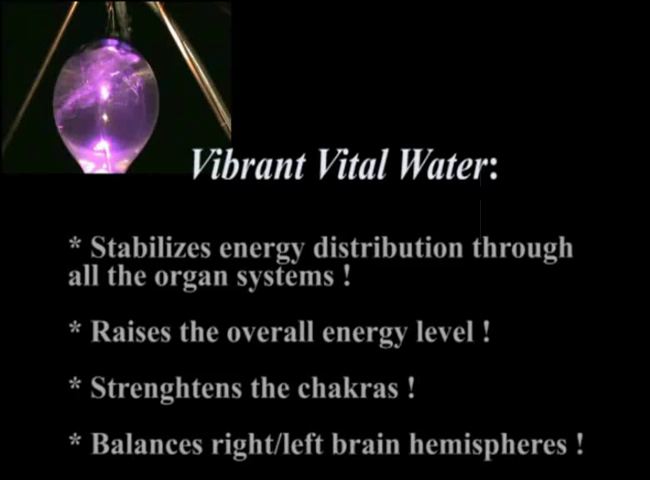 Vibrant Vital Water:
* Stabilizes energy distribution through
all the organ systems !
* Raises the overall energy level !
* Strenghtens the chakras !
* Balances right/left brain hemispheres !